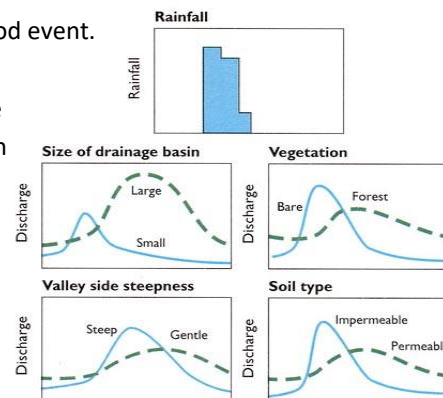 od event.
Rainfall
Rainfall
Size of drainage basin
Discharge
Large
Small
Vegetation
Discharge
Bare
Forest
Valley side steepness
Discharge
Steep
Gentle
Soil type
Discharge
Impermeable
Permeabl